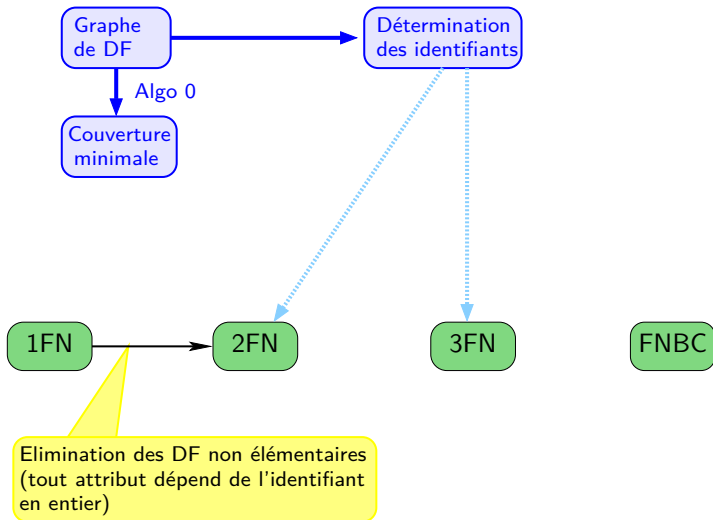 Graphe
de DF
Détermination
des identifiants
Algo 0
Couverture
minimale
1FN
2FN
3FN
FNBC
Elimination des DF non élémentaires
(tout attribut dépend de l'identifiant
en entier)